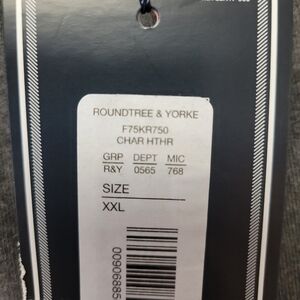 ROUNDTREE & YORKE
F75KR750
CHAR HTHR
GRP DEPT MIC
R&Y 0565 768
SIZE
XXL
00906885